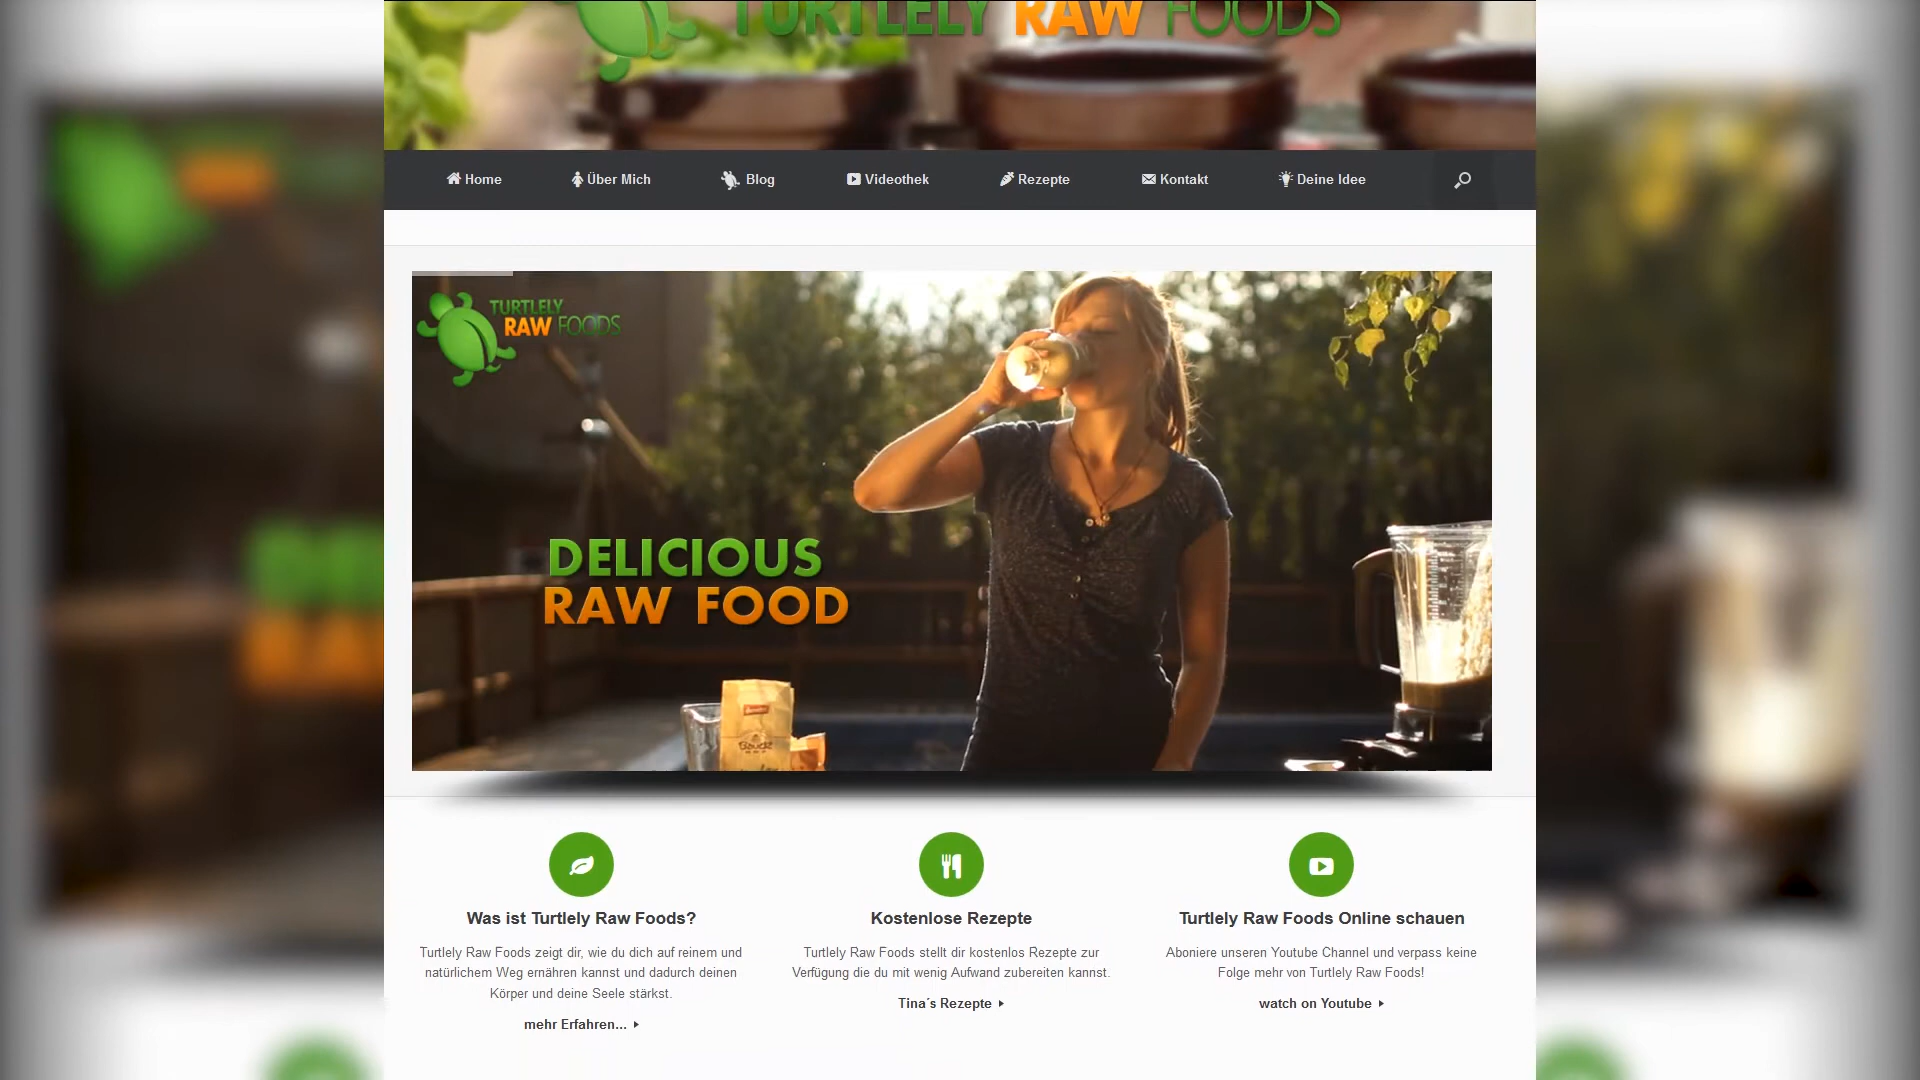 TURTLELY RAW FOODS
Home
Über Mich
Blog
Videothek
Rezepte
Kontakt
Deine Idee
TURTLELY
RAW FOODS
DELICIOUS
RAW FOOD
Was ist Turtlely Raw Foods?
Turtlely Raw Foods zeigt dir, wie du dich auf reinem und
natürlichem Weg ernähren kannst und dadurch deinen
Körper und deine Seele stärkst.
mehr Erfahren...
Kostenlose Rezepte
Turtlely Raw Foods stellt dir kostenlos Rezepte zur
Verfügung die du mit wenig Aufwand zubereiten kannst.
Tina´s Rezepte
Turtlely Raw Foods Online schauen
Aboniere unseren Youtube Channel und verpass keine
Folge mehr von Turtlely Raw Foods!
watch on Youtube